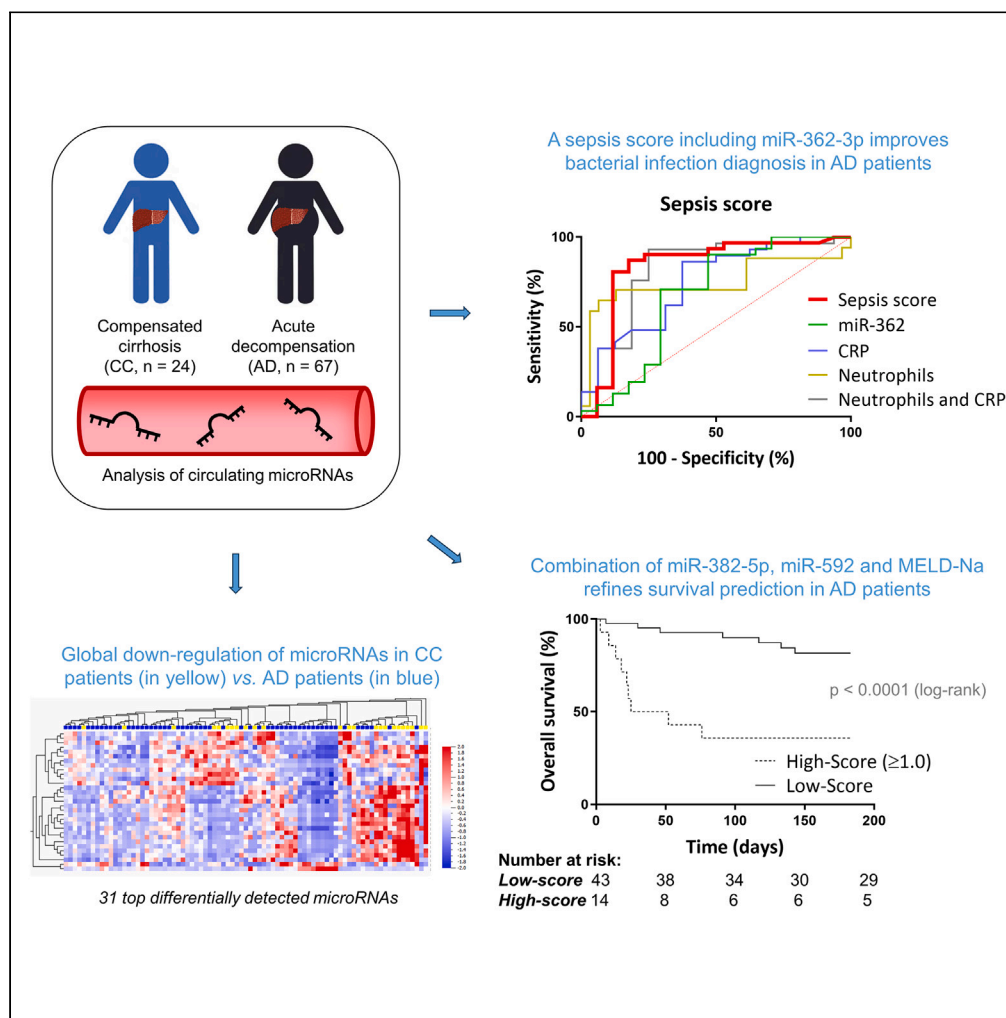 Compensated
cirrhosis
(CC, n = 24)
Acute
decompensation
(AD, n = 67)
Analysis of circulating microRNAs
A sepsis score including miR-362-3p improves
bacterial infection diagnosis in AD patients
Sepsis score
Sensitivity (%)
100
50
0
0
50
100
100 - Specificity (%)
Sepsis score
miR-362
CRP
Neutrophils
Neutrophils and CRP
Global down-regulation of microRNAs in CC
patients (in yellow) vs. AD patients (in blue)
2.0
1.8
1.6
1.4
1.2
1.0
0.8
0.6
0.4
0.2
0.0
-0.2
-0.4
-0.6
-0.8
-1.0
-1.2
-1.4
-1.6
-1.8
-2.0
31 top differentially detected microRNAs
Combination of miR-382-5p, miR-592 and MELD-Na
refines survival prediction in AD patients
Overall survival (%)
100
50
0
p < 0.0001 (log-rank)
High-Score (≥1.0)
Low-Score
0 50 100 150 200
Time (days)
Number at risk:
Low-score 43 38 34 30 29
High-score 14 8 6 6 5